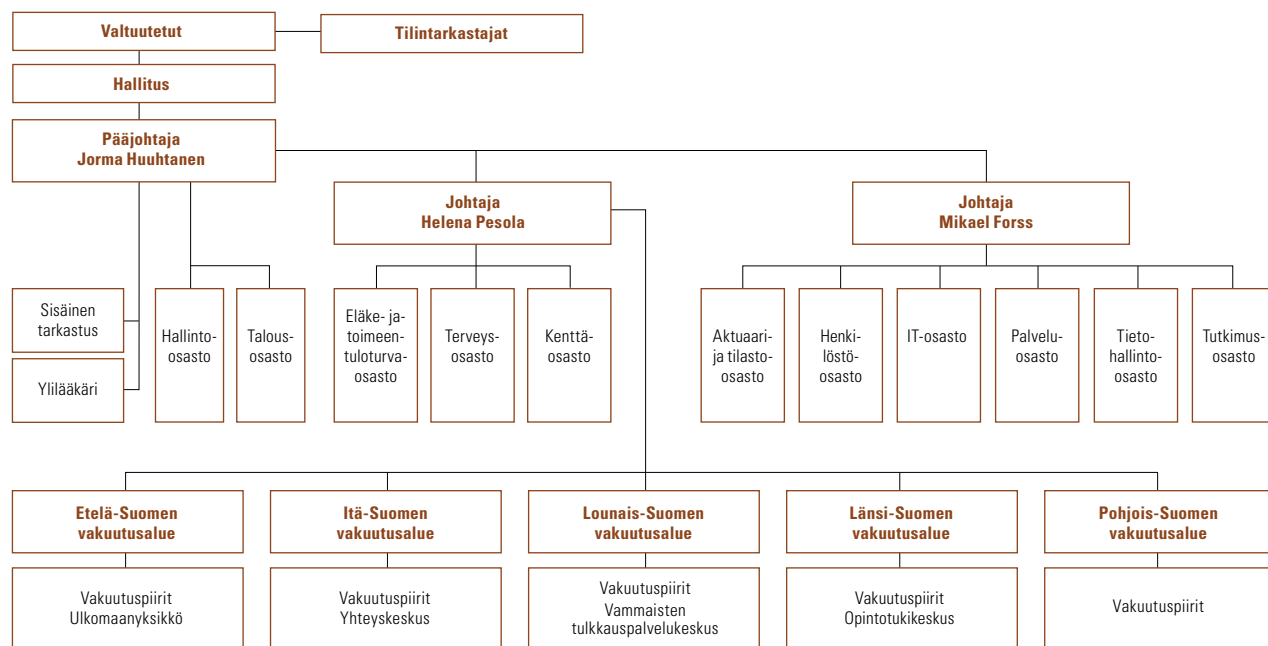 Valtuutetut
Tilintarkastajat
Hallitus
Pääjohtaja
Jorma Huuhtanen
Johtaja
Helena Pesola
Johtaja
Mikael Forss
Sisäinen
tarkastus
Ylilääkäri
Hallinto-
osasto
Talous-
osasto
Eläke- ja-
toimeen-
tuloturva-
osasto
Terveys-
osasto
Kenttä-
osasto
Aktuaari-
ja tilasto-
osasto
Henki-
löstö-
osasto
IT-osasto
Palvelu-
osasto
Tieto-
hallinto-
osasto
Tutkimus-
osasto
Etelä-Suomen
vakuutusalue
Itä-Suomen
vakuutusalue
Lounais-Suomen
vakuutusalue
Länsi-Suomen
vakuutusalue
Pohjois-Suomen
vakuutusalue
Vakuutuspiirit
Ulkomaanyksikkö
Vakuutuspiirit
Yhteyskeskus
Vakuutuspiirit
Vammaisten
tulkkauspalvelukeskus
Vakuutuspiirit
Opintotukikeskus
Vakuutuspiirit